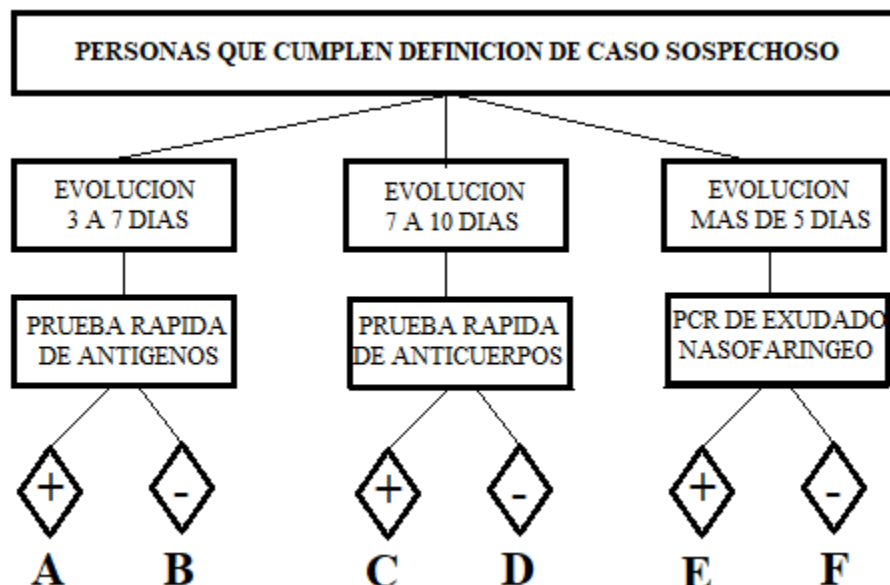 PERSONAS QUE CUMPLEN DEFINICION DE CASO SOSPECHOSO
EVOLUCION
3 A 7 DIAS
EVOLUCION
7 A 10 DIAS
EVOLUCION
MAS DE 5 DIAS
PRUEBA RAPIDA
DE ANTIGENOS
PRUEBA RAPIDA
DE ANTICUERPOS
PCR DE EXUDADO
NASOFARINGEO
+
-
+
-
+
-
A
B
C
D
E
F